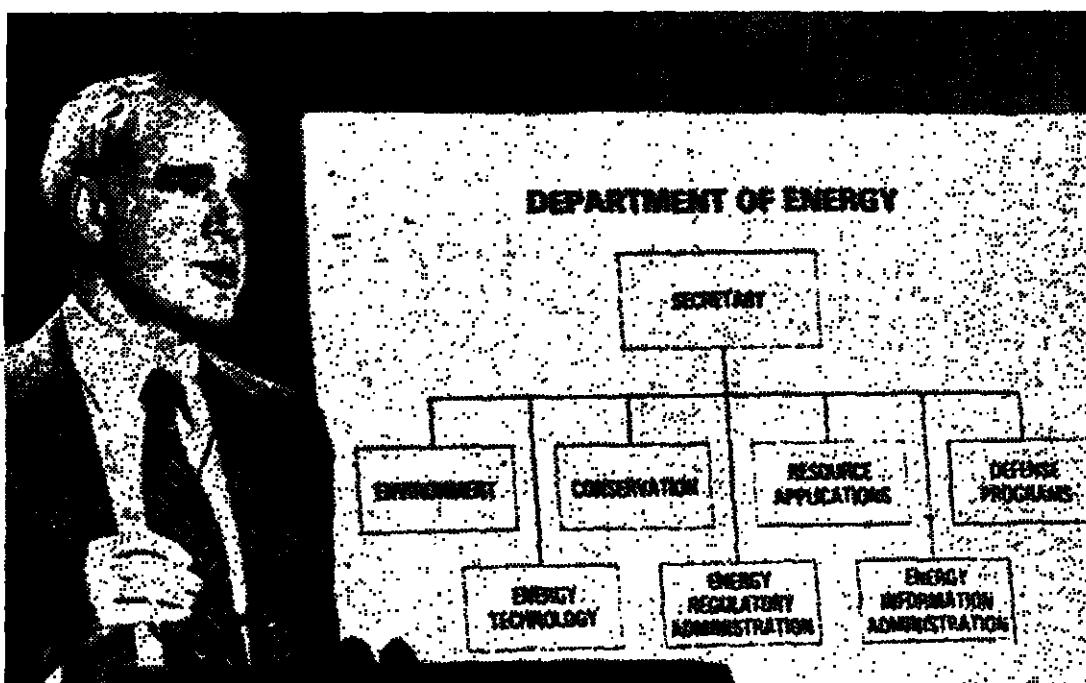 DEPARTMENT OF ENERGY
SECRETARY
ENVIRONMENT
CONSERVATION
RESOURCE
APPLICATIONS
DEFENSE
PROGRAMS
ENERGY
TECHNOLOGY
ENERGY
REGULATORY
ADMINISTRATION
ENERGY
INFORMATION
ADMINISTRATION